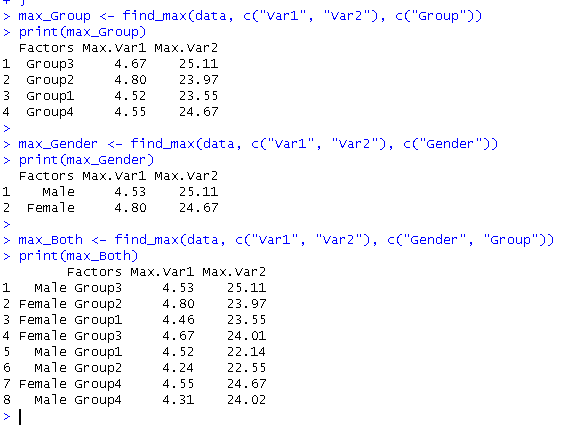 > max_Group <- find_max(data, c("Var1", "Var2"), c("Group"))
> print(max_Group)
  Factors Max.Var1 Max.Var2
1  Group3     4.67    25.11
2  Group2     4.80    23.97
3  Group1     4.52    23.55
4  Group4     4.55    24.67
>
> max_Gender <- find_max(data, c("Var1", "Var2"), c("Gender"))
> print(max_Gender)
  Factors Max.Var1 Max.Var2
1    Male     4.53    25.11
2  Female     4.80    24.67
>
> max_Both <- find_max(data, c("Var1", "Var2"), c("Gender", "Group"))
> print(max_Both)
        Factors Max.Var1 Max.Var2
1   Male Group3     4.53    25.11
2 Female Group2     4.80    23.97
3 Female Group1     4.46    23.55
4 Female Group3     4.67    24.01
5   Male Group1     4.52    22.14
6   Male Group2     4.24    22.55
7 Female Group4     4.55    24.67
8   Male Group4     4.31    24.02
>